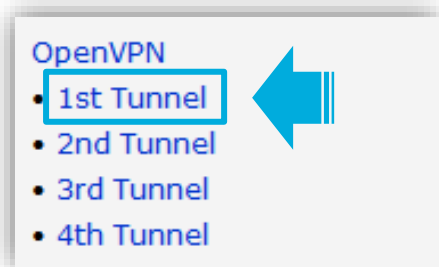 OpenVPN
• 1st Tunnel
• 2nd Tunnel
• 3rd Tunnel
• 4th Tunnel